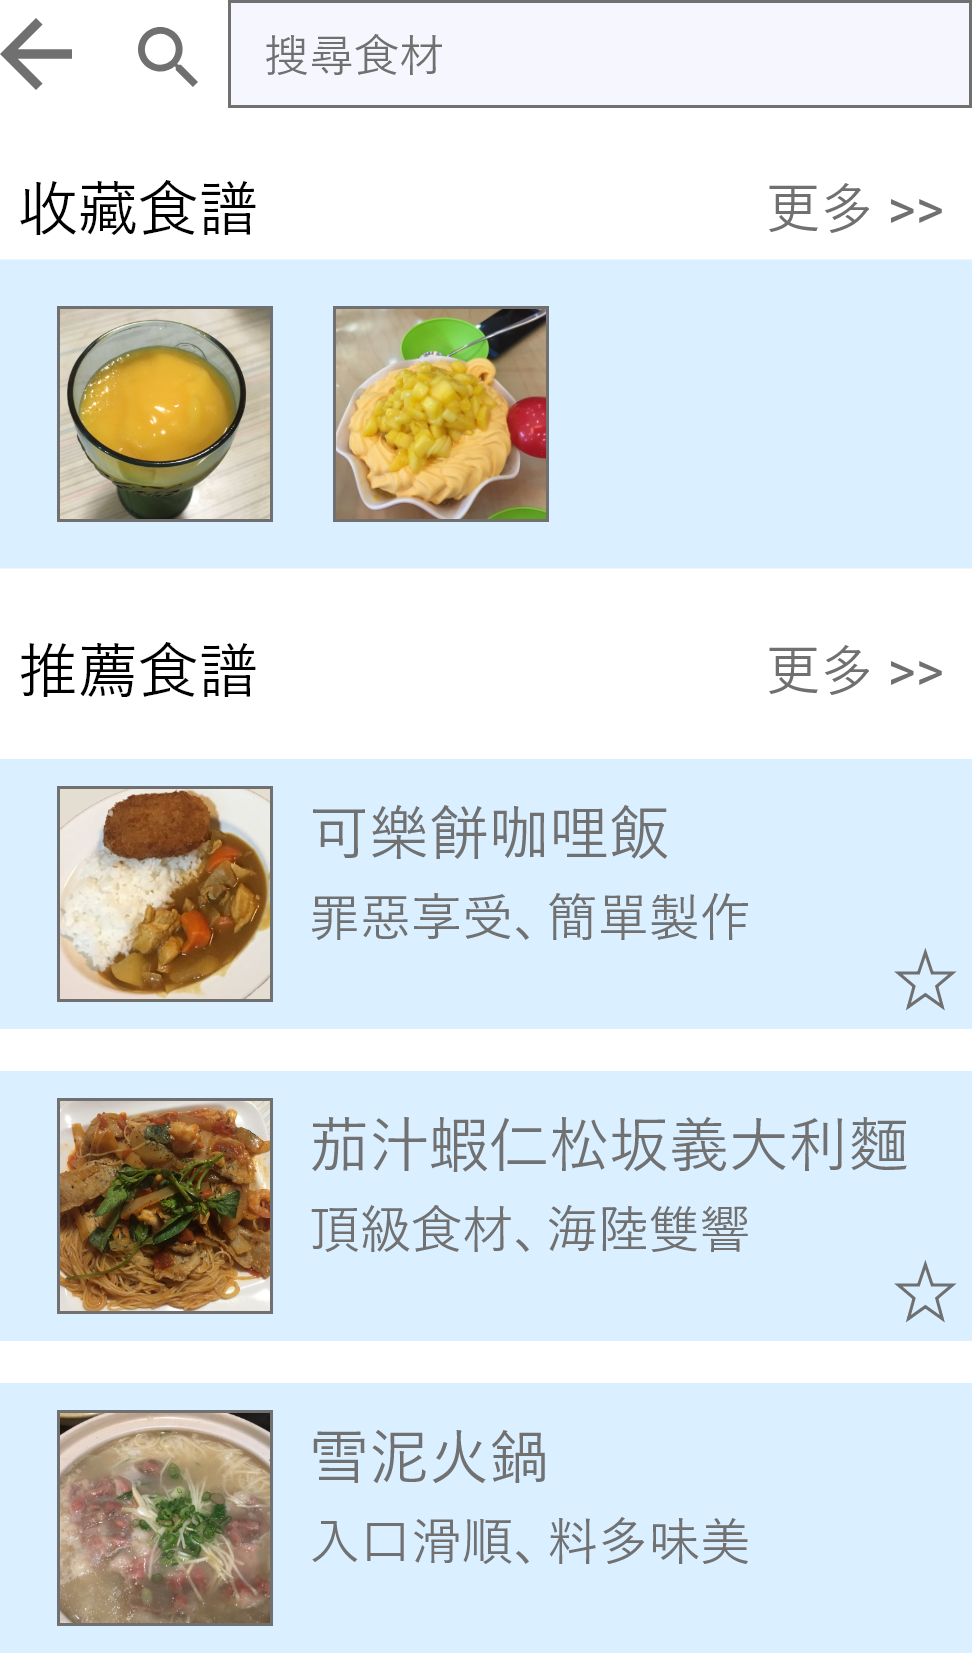 搜尋食材
收藏食譜
更多 >>
推薦食譜
更多 >>
可樂餅咖哩飯
罪惡享受、簡單製作
茄汁蝦仁松坂義大利麵
頂級食材、海陸雙響
雪泥火鍋
入口滑順、料多味美